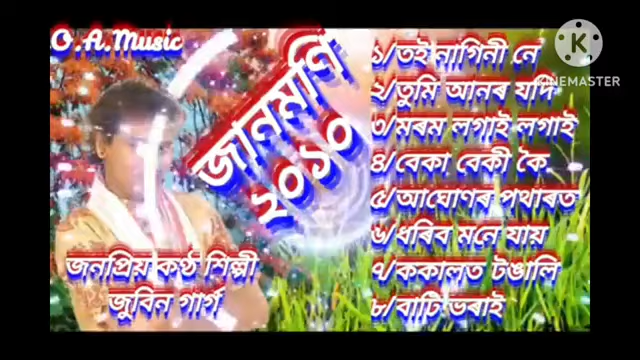 O.A.Music
জানমণি
২০১০
জনপ্রিয় কণ্ঠ শিল্পী
জুবিন গাৰ্গ
১/তই নাগিনী নে
২/তুমি আনৰ যদি
৩/মৰম লগাই লগাই
৪/বেকা বেকী কৈ
৫/আঘোণৰ পথাৰত
৬/ধৰিব মনে যায়
৭/ককালত টঙালি
৮/বাটি ভৰাই
KINEMASTER